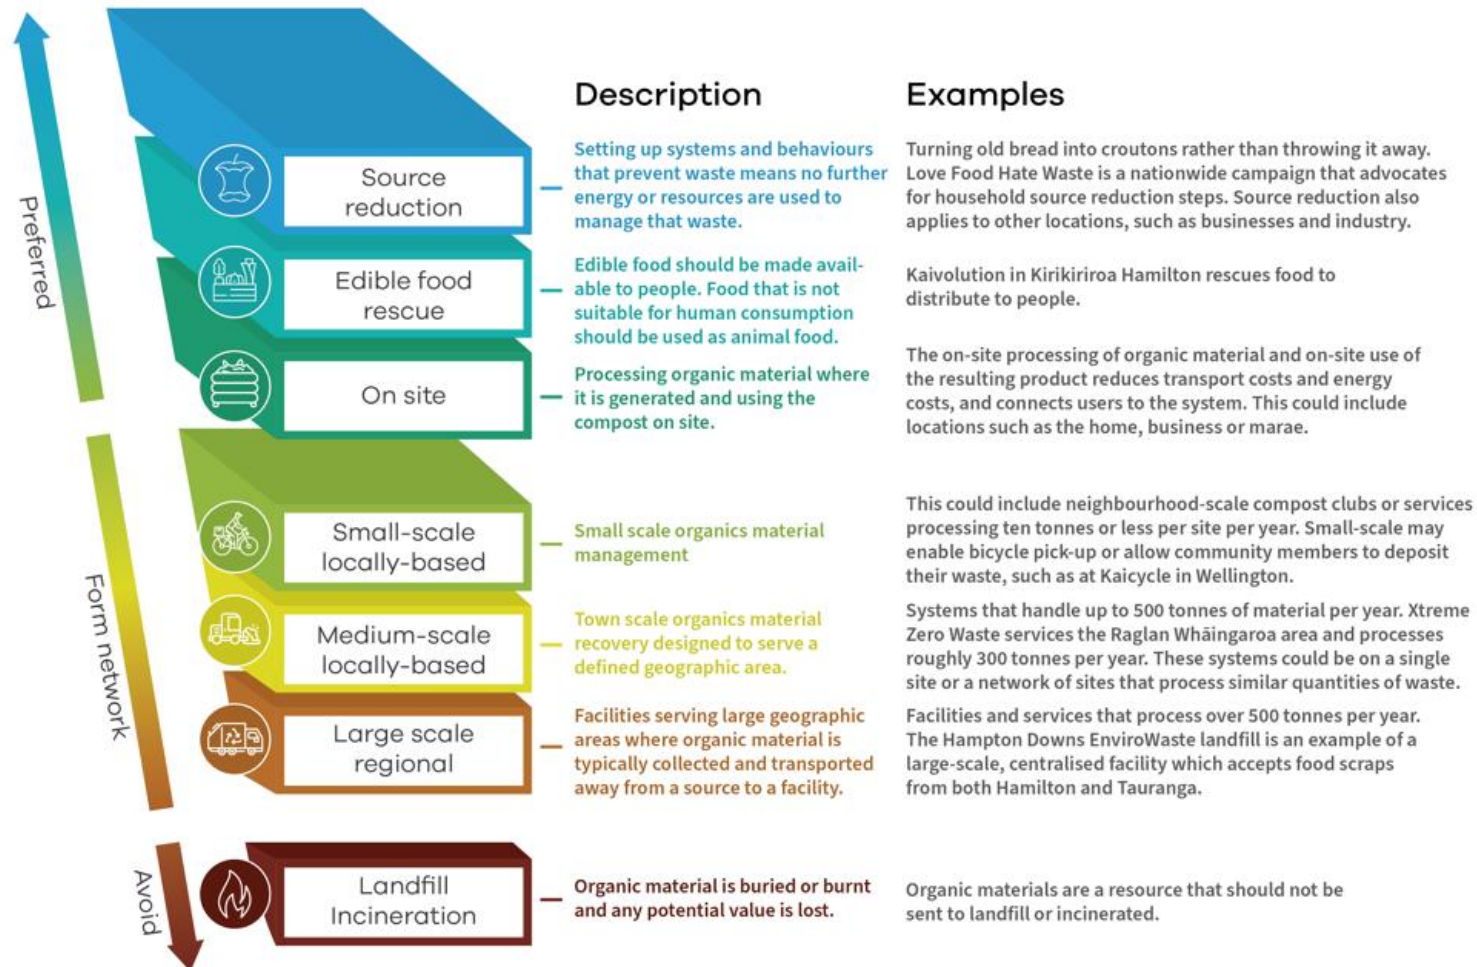 Description
Examples
Preferred
Source
reduction
Setting up systems and behaviours
that prevent waste means no further
energy or resources are used to
manage that waste.
Turning old bread into croutons rather than throwing it away.
Love Food Hate Waste is a nationwide campaign that advocates
for household source reduction steps. Source reduction also
applies to other locations, such as businesses and industry.
Edible food
rescue
Edible food should be made avail-
able to people. Food that is not
suitable for human consumption
should be used as animal food.
Kaivolution in Kirikiriroa Hamilton rescues food to
distribute to people.
On site
Processing organic material where
it is generated and using the
compost on site.
The on-site processing of organic material and on-site use of
the resulting product reduces transport costs and energy
costs, and connects users to the system. This could include
locations such as the home, business or marae.
Form network
Small-scale
locally-based
Small scale organics material
management
This could include neighbourhood-scale compost clubs or services
processing ten tonnes or less per site per year. Small-scale may
enable bicycle pick-up or allow community members to deposit
their waste, such as at Kaicycle in Wellington.
Medium-scale
locally-based
Town scale organics material
recovery designed to serve a
defined geographic area.
Systems that handle up to 500 tonnes of material per year. Xtreme
Zero Waste services the Raglan Whāingaroa area and processes
roughly 300 tonnes per year. These systems could be on a single
site or a network of sites that process similar quantities of waste.
Large scale
regional
Facilities serving large geographic
areas where organic material is
typically collected and transported
away from a source to a facility.
Facilities and services that process over 500 tonnes per year.
The Hampton Downs EnviroWaste landfill is an example of a
large-scale, centralised facility which accepts food scraps
from both Hamilton and Tauranga.
Avoid
Landfill
Incineration
Organic material is buried or burnt
and any potential value is lost.
Organic materials are a resource that should not be
sent to landfill or incinerated.